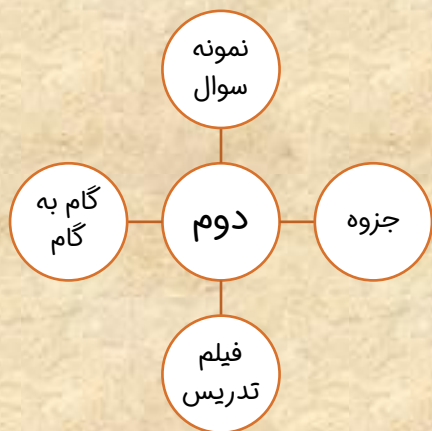 نمونه
سوال
گام به
گام
دوم
جزوه
فیلم
تدریس